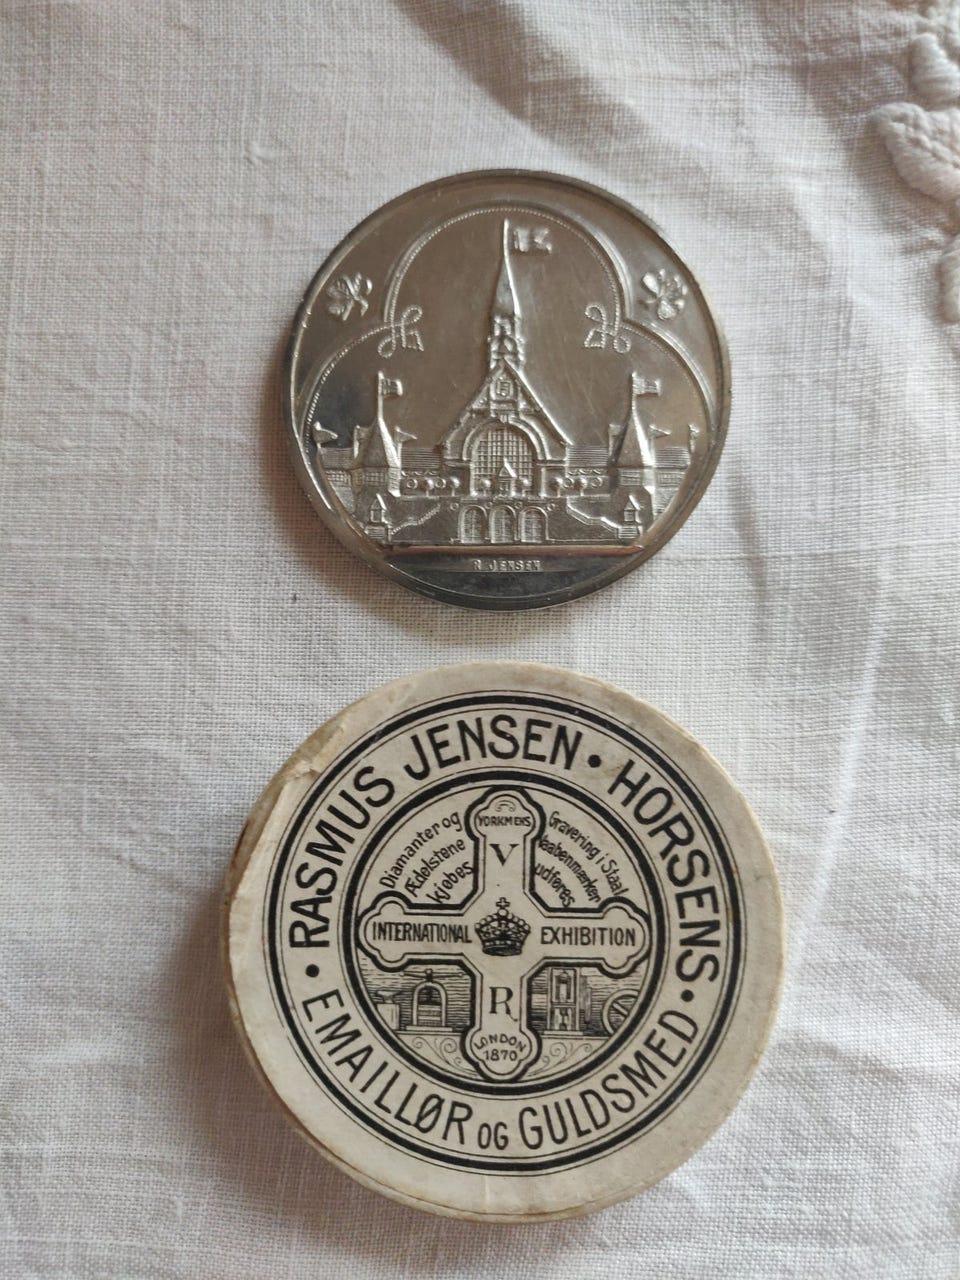 R. JENSEN
• RASMUS JENSEN • HORSENS •
EMAILLØR OG GULDSMED
Diamanter og
Ædelstene
kjøbes
Gravering i Staal
Vaabenmærker
udføres
WORKMENS
V
INTERNATIONAL EXHIBITION
R
LONDON
1870